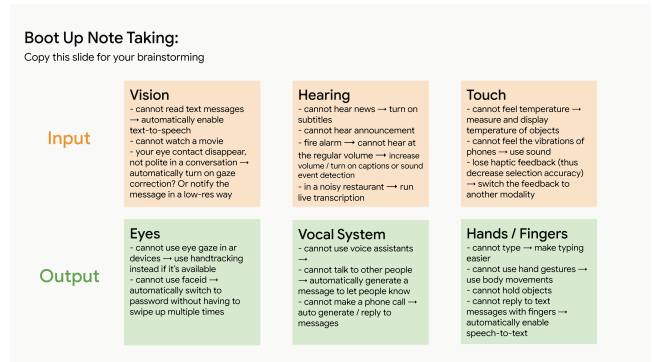 Boot Up Note Taking:
Copy this slide for your brainstorming
Input
Vision
- cannot read text messages
→ automatically enable
text-to-speech
- cannot watch a movie
- your eye contact disappear,
not polite in a conversation →
automatically turn on gaze
correction? Or notify the
message in a low-res way
Hearing
- cannot hear news → turn on
subtitles
- cannot hear announcement
- fire alarm → cannot hear at
the regular volume → increase
volume / turn on captions or sound
event detection
- in a noisy restaurant → run
live transcription
Touch
- cannot feel temperature →
measure and display
temperature of objects
- cannot feel the vibrations of
phones → use sound
- lose haptic feedback (thus
decrease selection accuracy)
→ switch the feedback to
another modality
Output
Eyes
- cannot use eye gaze in ar
devices → use handtracking
instead if it's available
- cannot use faceid →
automatically switch to
password without having to
swipe up multiple times
Vocal System
- cannot use voice assistants
→
- cannot talk to other people
→ automatically generate a
message to let people know
- cannot make a phone call →
auto generate / reply to
messages
Hands / Fingers
- cannot type → make typing
easier
- cannot use hand gestures →
use body movements
- cannot hold objects
- cannot reply to text
messages with fingers →
automatically enable
speech-to-text